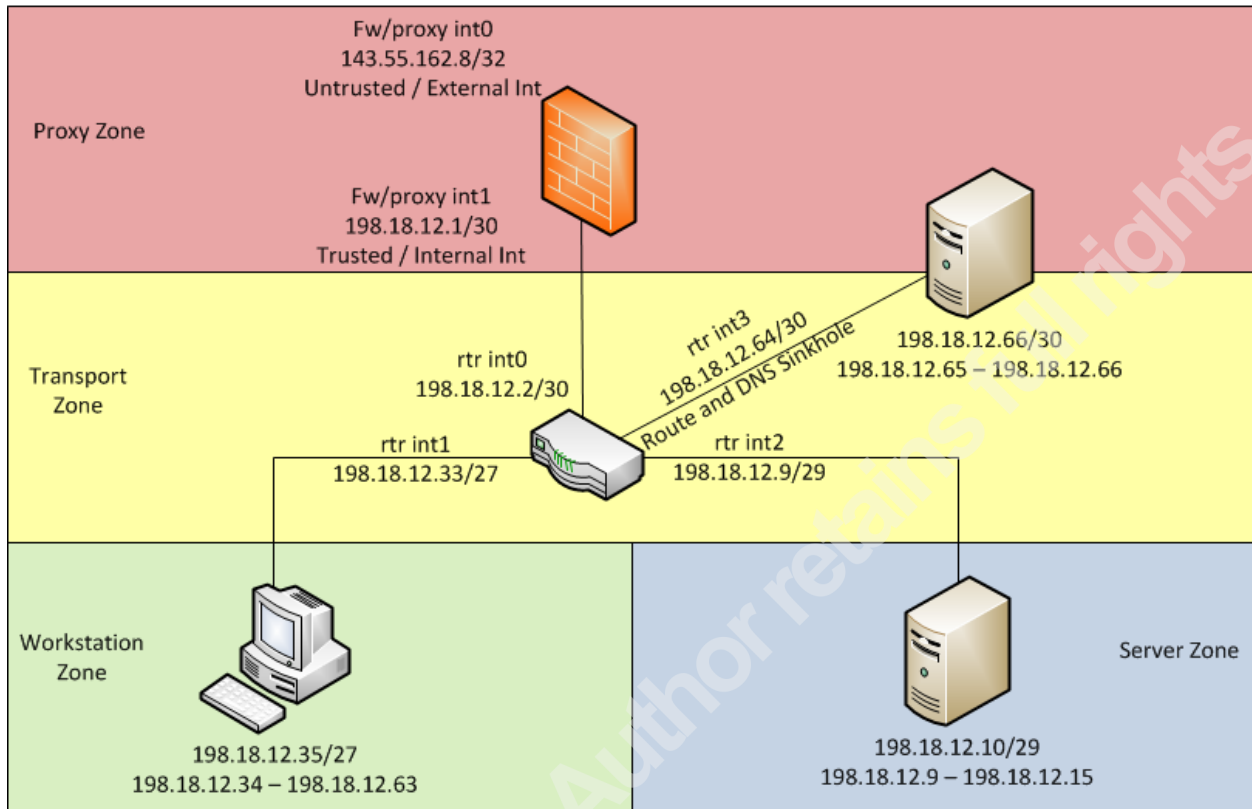 Fw/proxy int0
143.55.162.8/32
Untrusted / External Int
Proxy Zone
Fw/proxy int1
198.18.12.1/30
Trusted / Internal Int
rtr int3
198.18.12.64/30
Route and DNS Sinkhole
198.18.12.66/30
198.18.12.65 – 198.18.12.66
Transport
Zone
rtr int0
198.18.12.2/30
rtr int1
198.18.12.33/27
rtr int2
198.18.12.9/29
Workstation
Zone
198.18.12.35/27
198.18.12.34 – 198.18.12.63
Server Zone
198.18.12.10/29
198.18.12.9 – 198.18.12.15
Author retains full rights